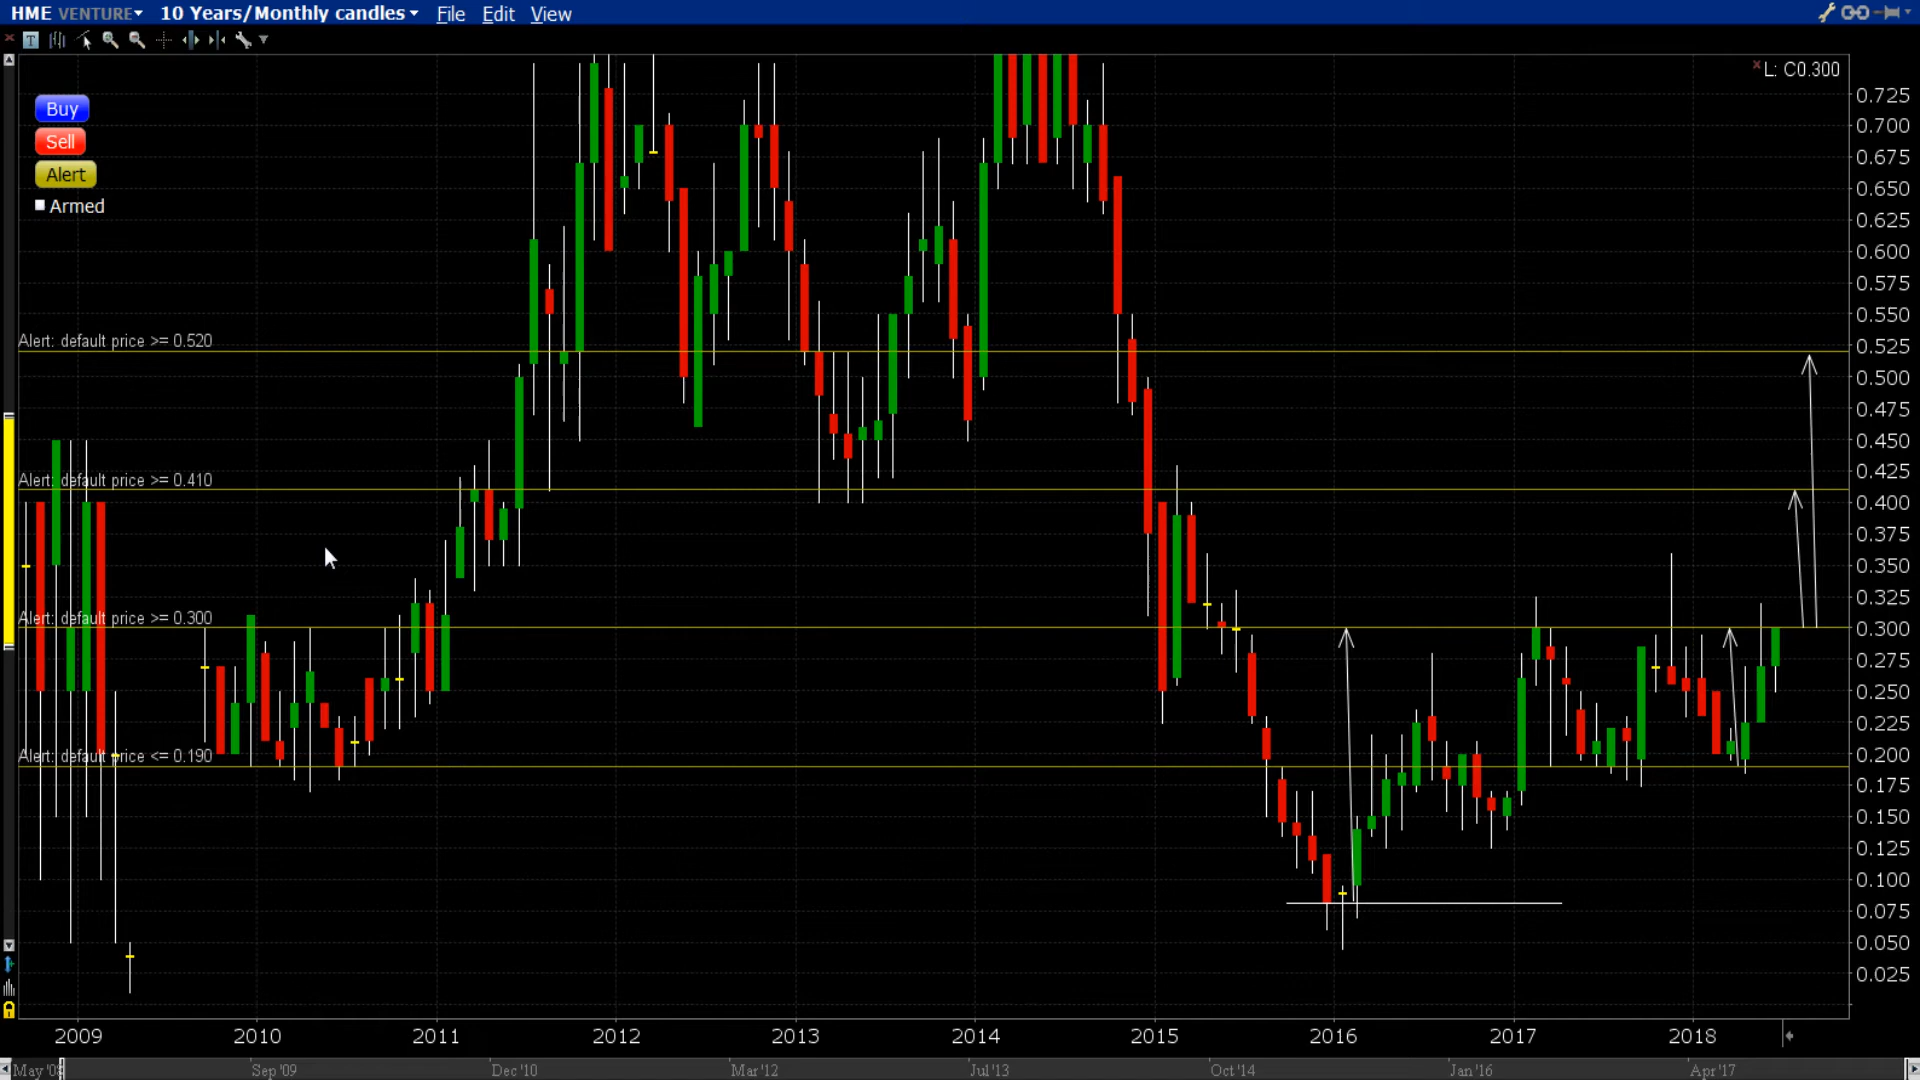 HME VENTURE 10 Years/Monthly candles File Edit View
L: C0.300
Buy
Sell
Alert
Armed
Alert: default price >= 0.520
Alert: default price >= 0.410
Alert: default price >= 0.300
Alert: default price <= 0.190
0.725
0.700
0.675
0.650
0.625
0.600
0.575
0.550
0.525
0.500
0.475
0.450
0.425
0.400
0.375
0.350
0.325
0.300
0.275
0.250
0.225
0.200
0.175
0.150
0.125
0.100
0.075
0.050
0.025
2009 2010 2011 2012 2013 2014 2015 2016 2017 2018
May Sep'09 Dec'10 Mar'12 Jul'13 Oct'14 Jan'16 Apr'17